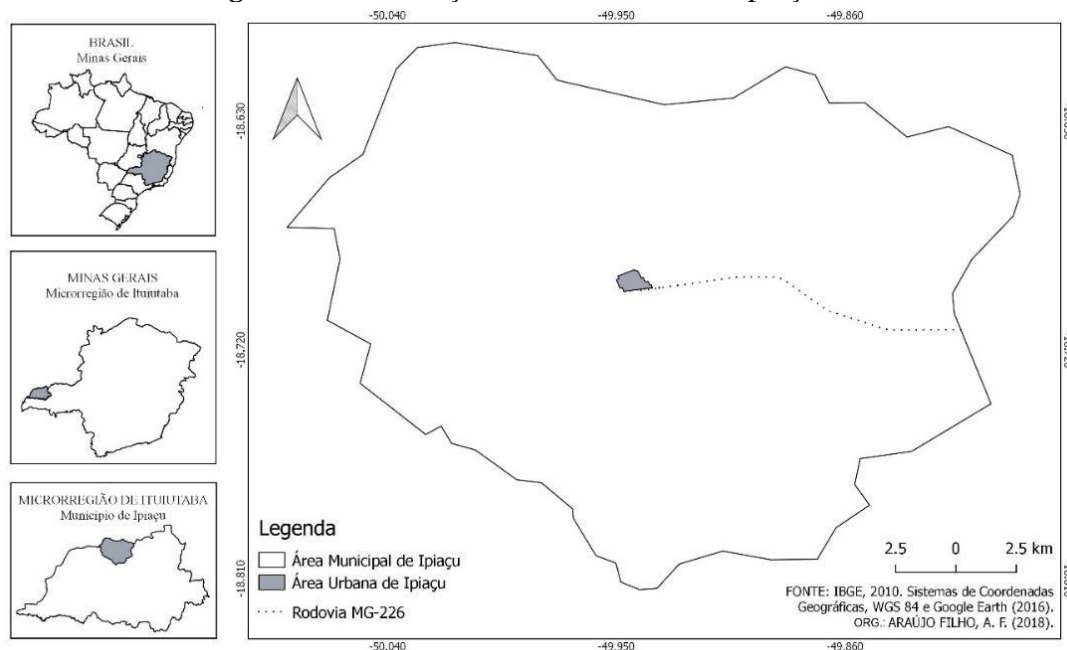 -50.040 -49.950 -49.860
BRASIL
Minas Gerais
-18.630
MINAS GERAIS
Microrregião de Ituiutaba
-18.720
MICRORREGIÃO DE ITUIUTABA
Município de Ipiaçu
-18.810
Legenda
Área Municipal de Ipiaçu
Área Urbana de Ipiaçu
Rodovia MG-226
2.5 0 2.5 km
FONTE: IBGE, 2010. Sistemas de Coordenadas
Geográficas, WGS 84 e Google Earth (2016).
ORG.: ARAÚJO FILHO, A. F. (2018).
-50.040 -49.950 -49.860